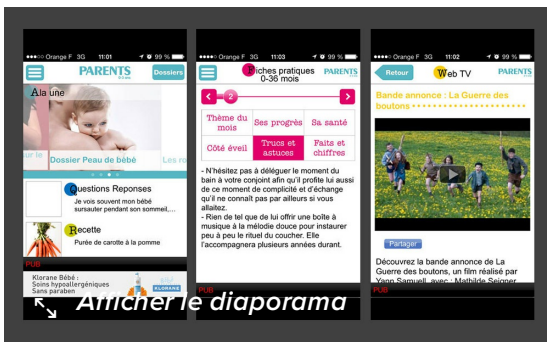 Orange F 3G 11:01 99 %
PARENTS
Dossiers
A la une
Dossier Peau de bébé
Les ro
Questions Reponses
Je vois souvent mon bébé
sursauter pendant son sommeil,...
Recette
Purée de carotte à la pomme
PUB
Klorane Bébé :
Soins hypoallergéniques
Sans paraben
KLORANE
Orange F 3G 11:03 99 %
Fiches pratiques
0-36 mois
PARENTS
2
Thème du mois
Ses progrès
Sa santé
Côté éveil
Trucs et astuces
Faits et chiffres
- N'hésitez pas à déléguer le moment du
bain à votre conjoint afin qu'il profite lui aussi
de ce moment de complicité et d'échange
qu'il ne connaît pas par ailleurs si vous
allaitez.
- Rien de tel que de lui offrir une boîte à
musique à la mélodie douce pour instaurer
peu à peu le rituel du coucher. Elle
l'accompagnera plusieurs années durant.
PUB
Orange F 3G 11:02 99 %
Retour
Web TV
PARENTS
Bande annonce : La Guerre des
boutons
Partager
Découvrez la bande annonce de La
Guerre des boutons, un film réalisé par
Yann Samuell, avec : Mathilde Seigner
PUB
Afficher le diaporama